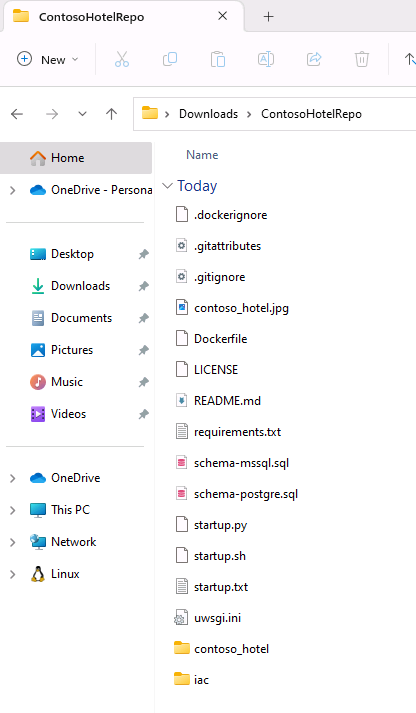 ContosoHotelRepo
New
Downloads > ContosoHotelRepo
Home
Name
OneDrive - Persona
Today
.dockerignore
.gitattributes
.gitignore
contoso_hotel.jpg
Dockerfile
LICENSE
README.md
requirements.txt
schema-mssql.sql
schema-postgre.sql
startup.py
startup.sh
startup.txt
uwsgi.ini
contoso_hotel
iac
Desktop
Downloads
Documents
Pictures
Music
Videos
OneDrive
This PC
Network
Linux